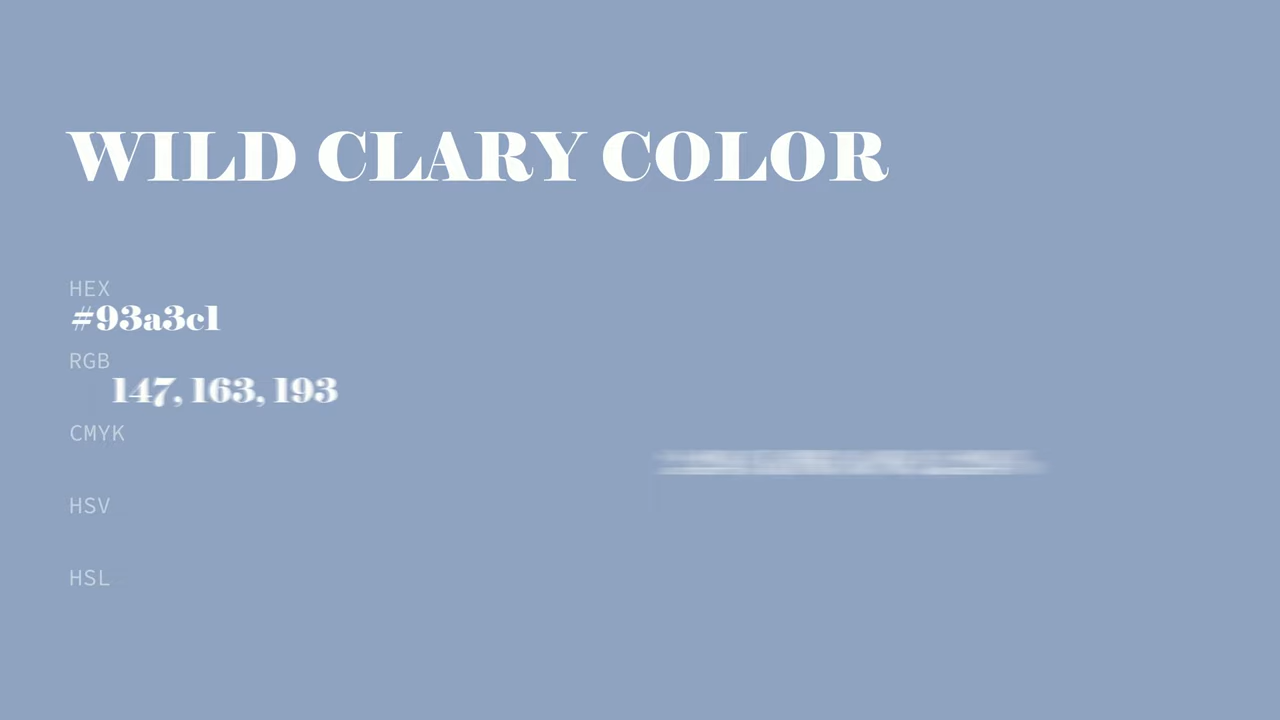 WILD CLARY COLOR
HEX
#93a3c1
RGB
147, 163, 193
CMYK
HSV
HSL